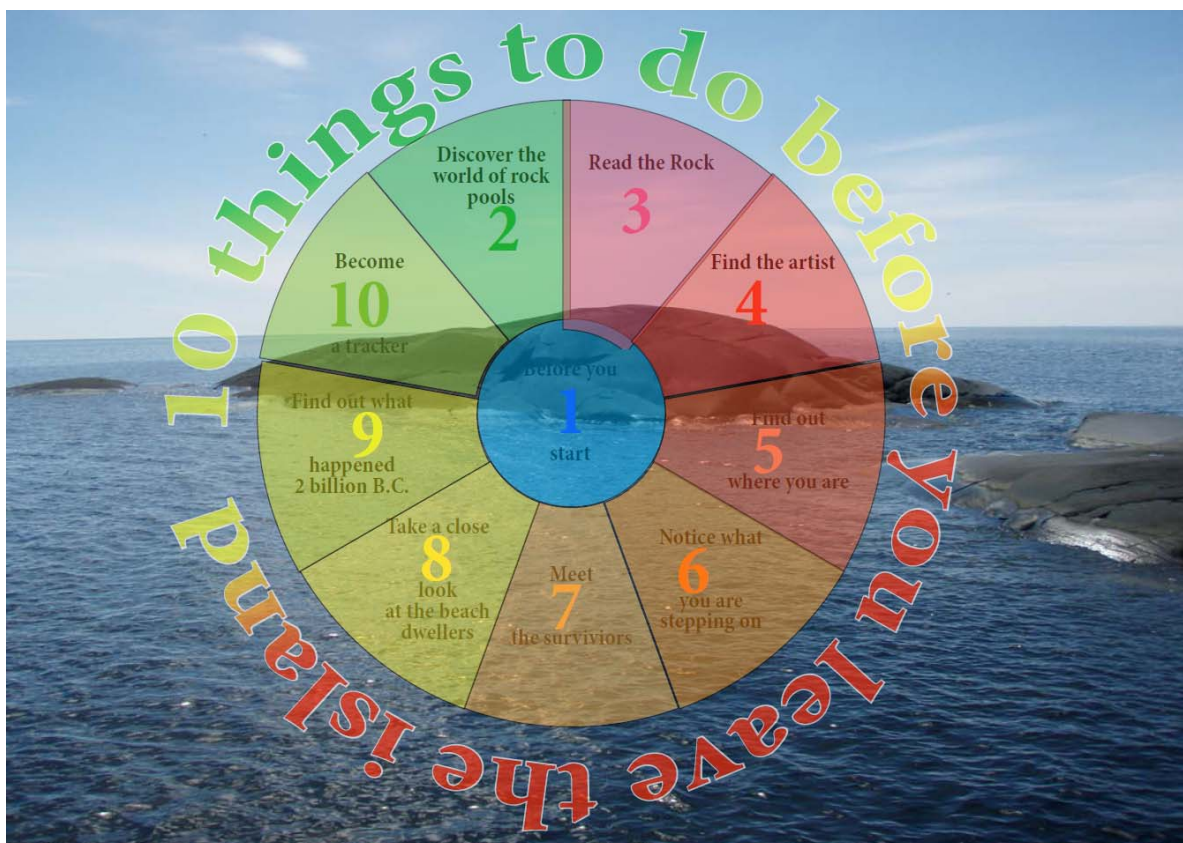 10 things to do before you leave the island
Before you
1
start
Discover the
world of rock
pools
2
Read the Rock
3
Find the artist
4
Find out
5
where you are
Notice what
6
you are
stepping on
Meet
7
the surviviors
Take a close
8
look
at the beach
dwellers
Find out what
9
happened
2 billion B.C.
Become
10
a tracker